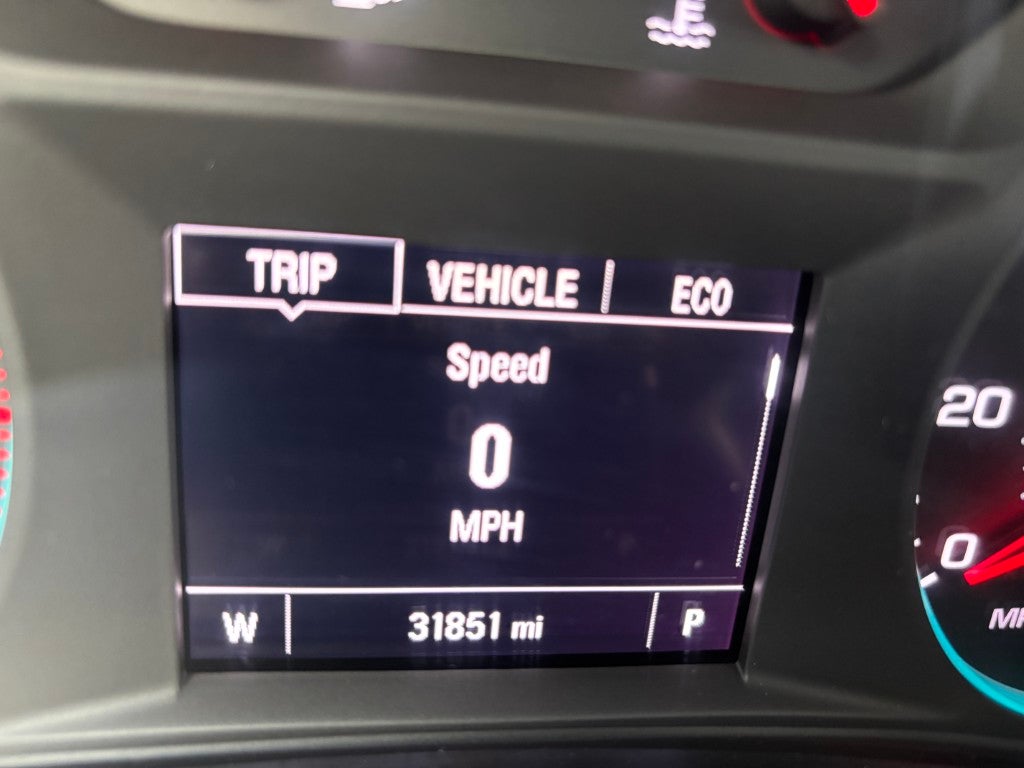 TRIP VEHICLE ECO
Speed
0
MPH
20
0
W 31851 mi P